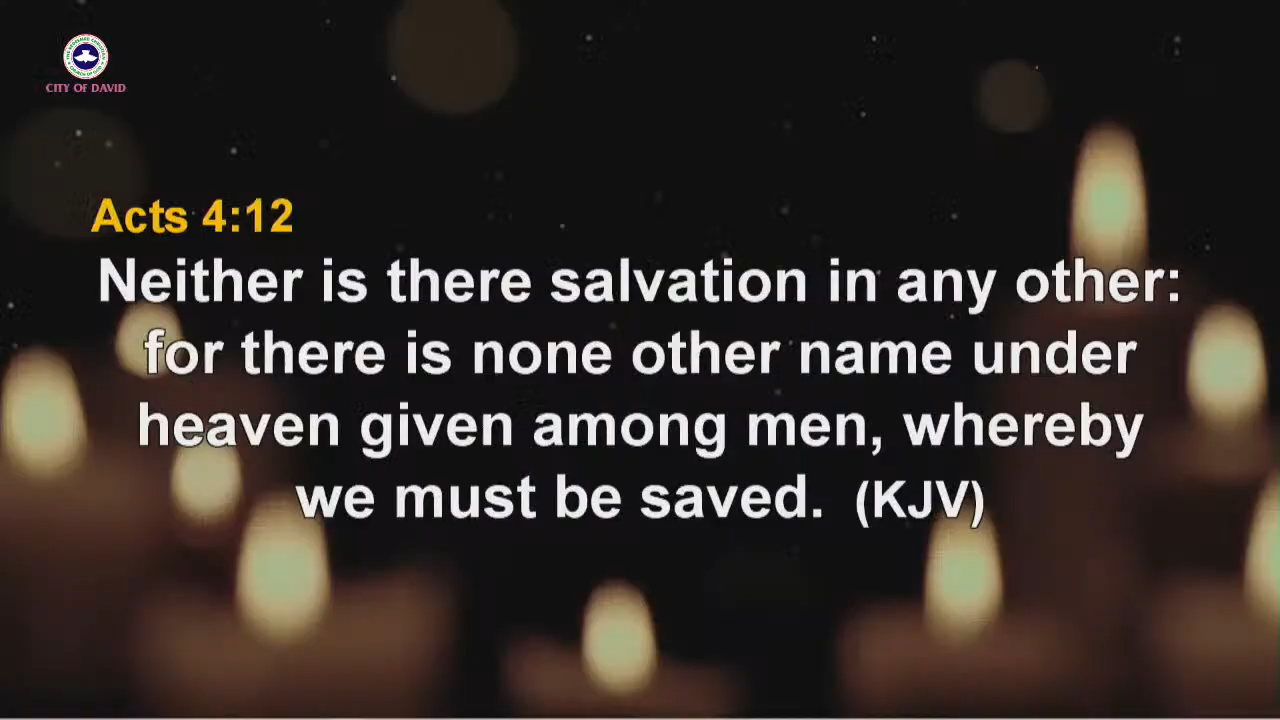 CITY OF DAVID
Acts 4:12
Neither is there salvation in any other:
for there is none other name under
heaven given among men, whereby
we must be saved. (KJV)